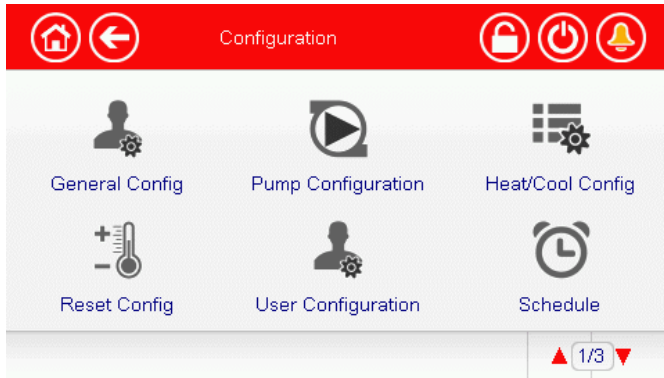 Configuration
General Config
Pump Configuration
Heat/Cool Config
Reset Config
User Configuration
Schedule
1/3